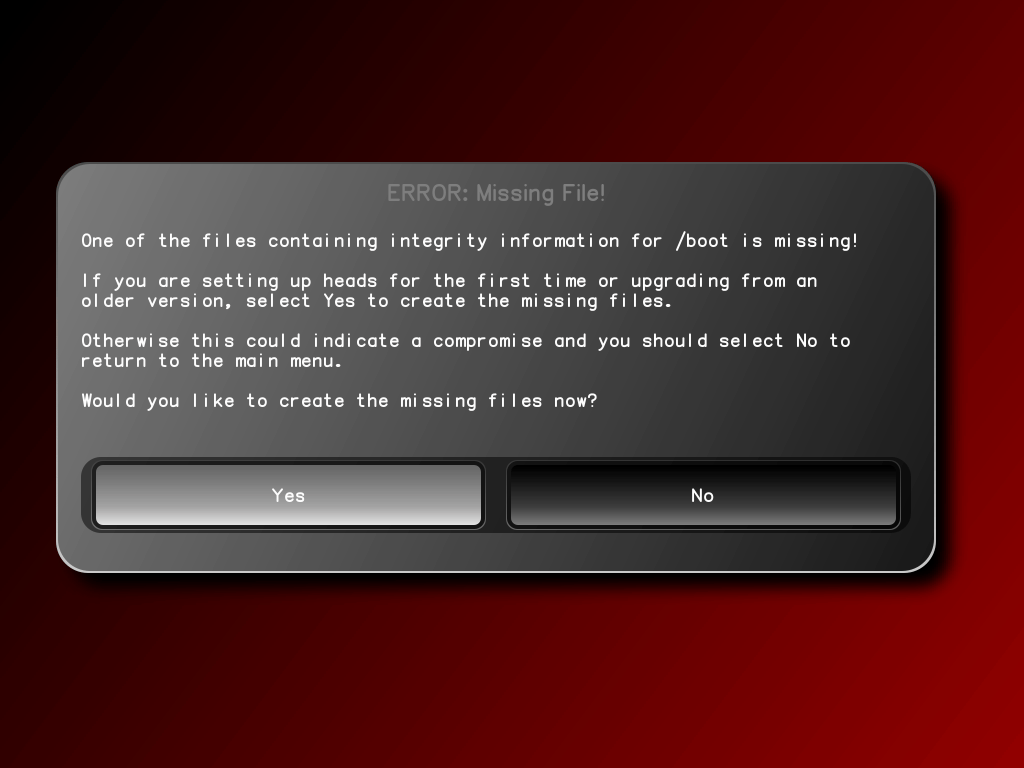 ERROR: Missing File!
One of the files containing integrity information for /boot is missing!
If you are setting up heads for the first time or upgrading from an
older version, select Yes to create the missing files.
Otherwise this could indicate a compromise and you should select No to
return to the main menu.
Would you like to create the missing files now?
Yes
No